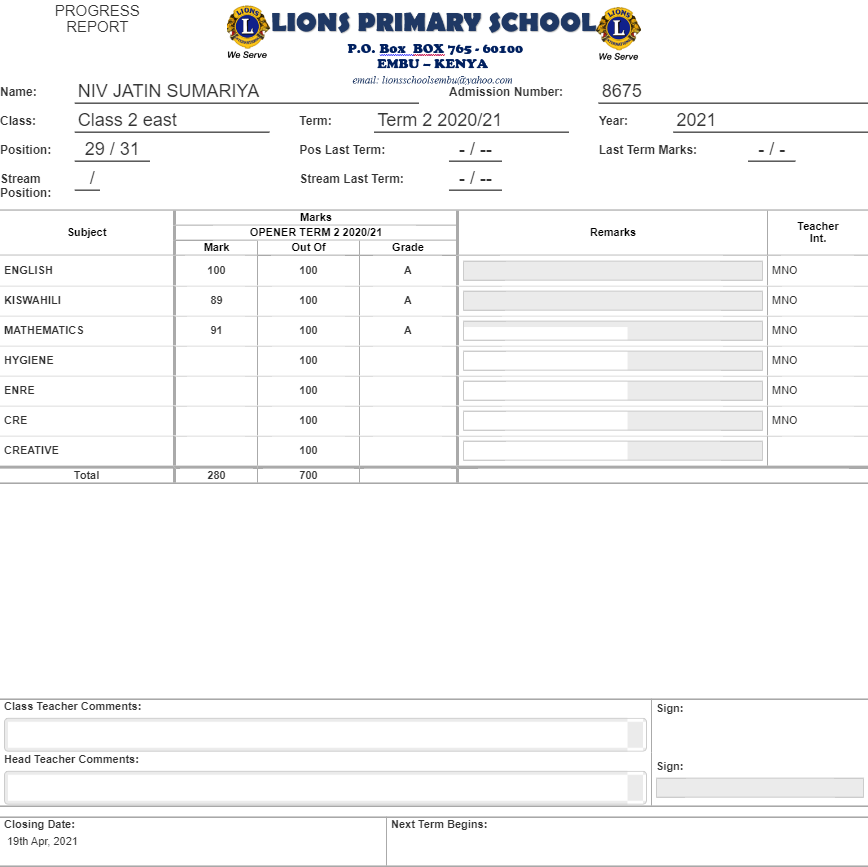 PROGRESS
REPORT
LIONS
L
INTERNATIONAL
We Serve
LIONS PRIMARY SCHOOL
P.O. Box BOX 765 - 60100
EMBU – KENYA
email: lionsschoolsembu@yahoo.com
LIONS
L
INTERNATIONAL
We Serve
Name: NIV JATIN SUMARIYA Admission Number: 8675
Class: Class 2 east Term: Term 2 2020/21 Year: 2021
Position: 29 / 31 Pos Last Term: - / -- Last Term Marks: - / -
Stream Position: / Stream Last Term: - / --
Subject Marks Remarks Teacher Int.
OPENER TERM 2 2020/21
Mark Out Of Grade
ENGLISH 100 100 A MNO
KISWAHILI 89 100 A MNO
MATHEMATICS 91 100 A MNO
HYGIENE 100 MNO
ENRE 100 MNO
CRE 100 MNO
CREATIVE 100
Total 280 700
Class Teacher Comments: Sign:
Head Teacher Comments: Sign:
Closing Date: Next Term Begins:
19th Apr, 2021